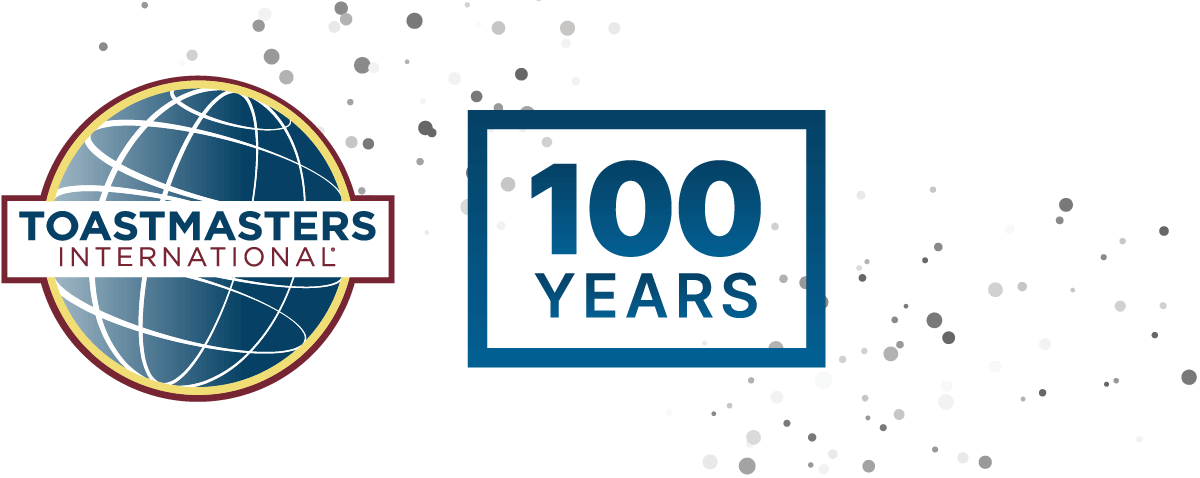 TOASTMASTERS
INTERNATIONAL
100
YEARS